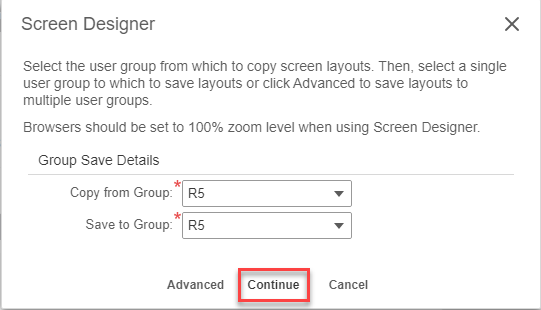 Screen Designer
Select the user group from which to copy screen layouts. Then, select a single
user group to which to save layouts or click Advanced to save layouts to
multiple user groups.
Browsers should be set to 100% zoom level when using Screen Designer.
Group Save Details
Copy from Group:* R5
Save to Group:* R5
Advanced Continue Cancel